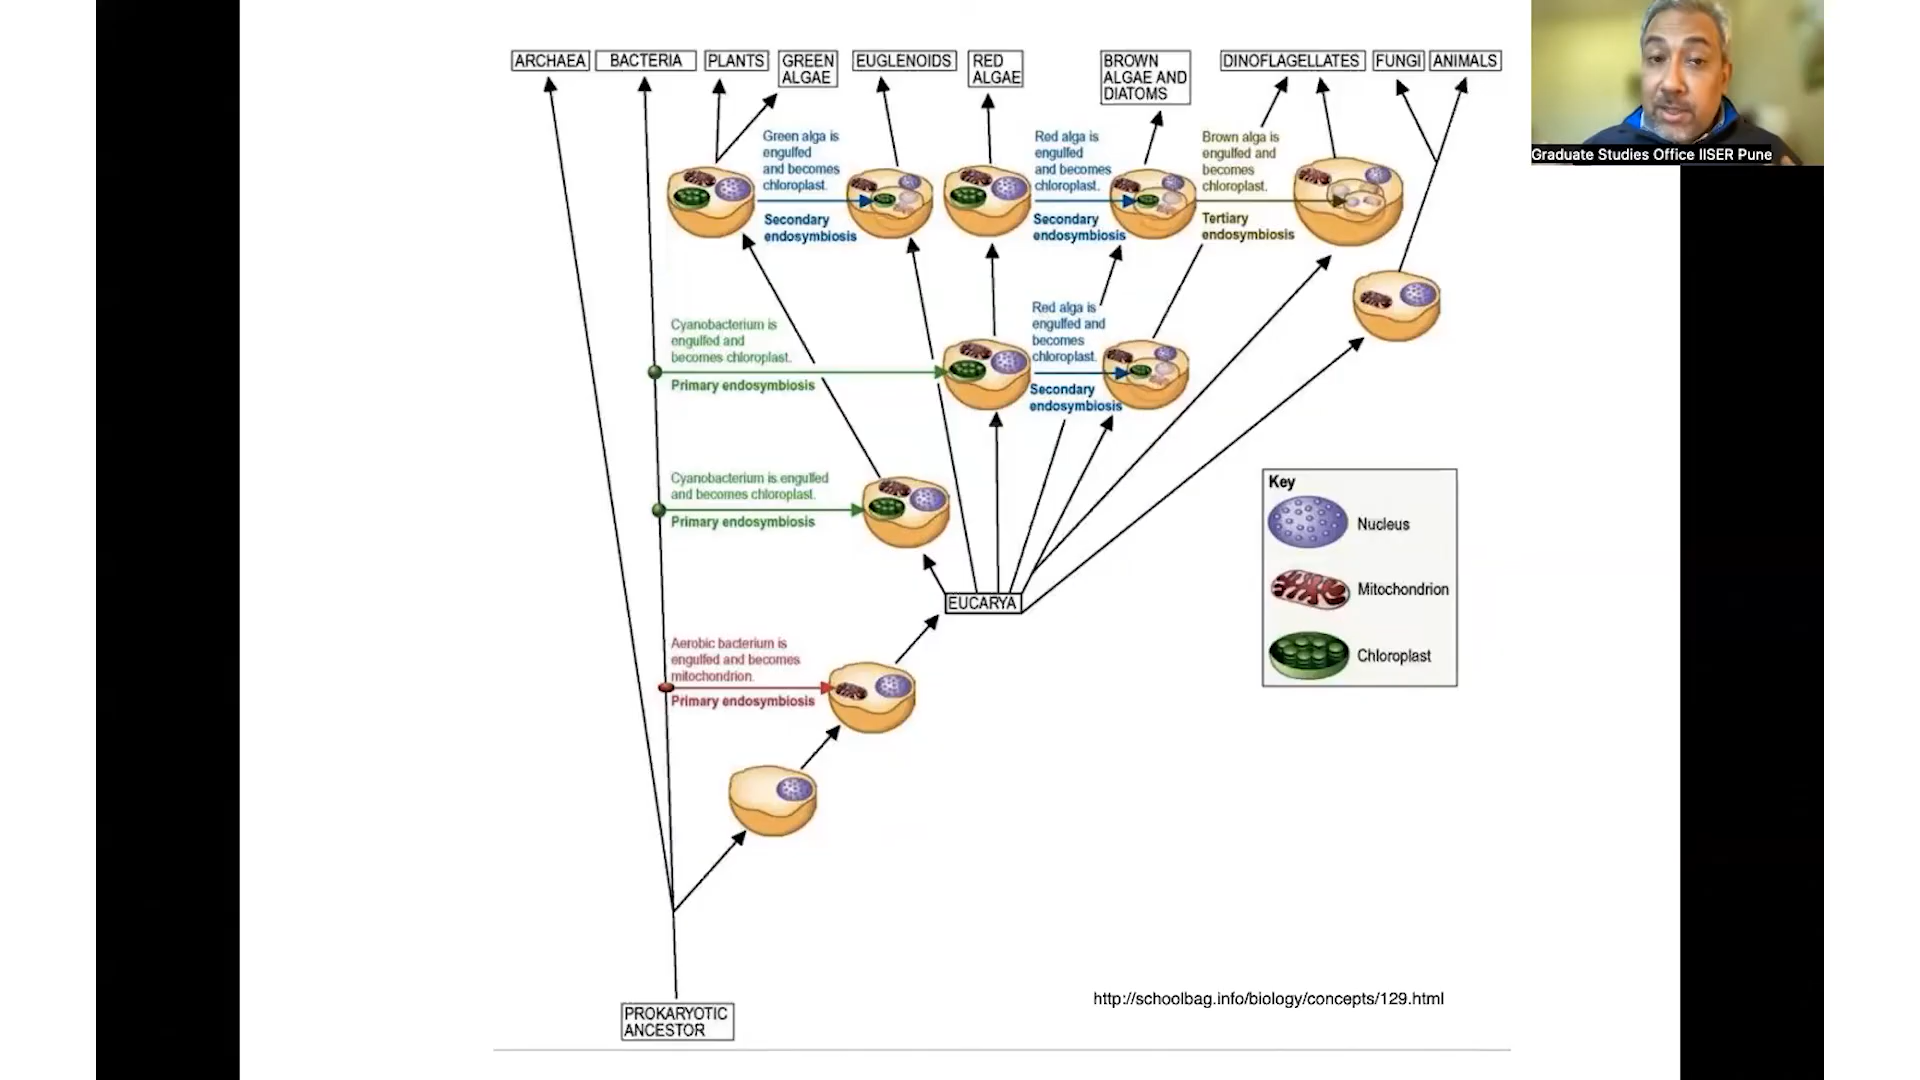 ARCHAEA
BACTERIA
PLANTS
GREEN
ALGAE
EUGLENOIDS
RED
ALGAE
BROWN
ALGAE AND
DIATOMS
DINOFLAGELLATES
FUNGI
ANIMALS
Graduate Studies Office IISER Pune
Green alga is
engulfed
and becomes
chloroplast.
Secondary
endosymbiosis
Red alga is
engulfed
and becomes
chloroplast.
Secondary
endosymbiosis
Brown alga is
engulfed and
becomes
chloroplast.
Tertiary
endosymbiosis
Cyanobacterium is
engulfed and
becomes chloroplast.
Primary endosymbiosis
Red alga is
engulfed and
becomes
chloroplast.
Secondary
endosymbiosis
Cyanobacterium is engulfed
and becomes chloroplast.
Primary endosymbiosis
EUCARYA
Key
Nucleus
Mitochondrion
Chloroplast
Aerobic bacterium is
engulfed and becomes
mitochondrion.
Primary endosymbiosis
http://schoolbag.info/biology/concepts/129.html
PROKARYOTIC
ANCESTOR